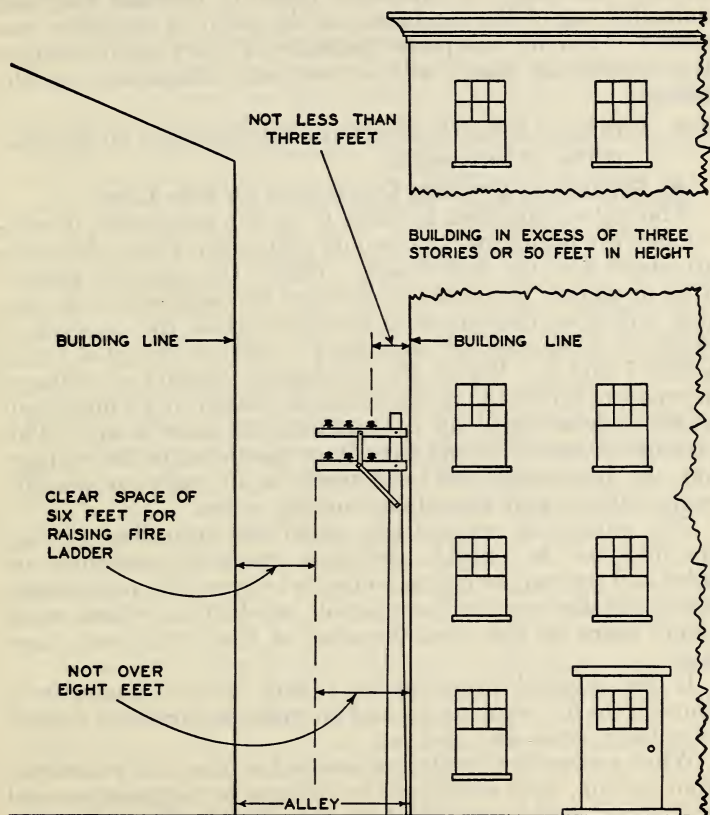 NOT LESS THAN
THREE FEET
BUILDING IN EXCESS OF THREE
STORIES OR 50 FEET IN HEIGHT
BUILDING LINE
BUILDING LINE
CLEAR SPACE OF
SIX FEET FOR
RAISING FIRE
LADDER
NOT OVER
EIGHT EEET
ALLEY